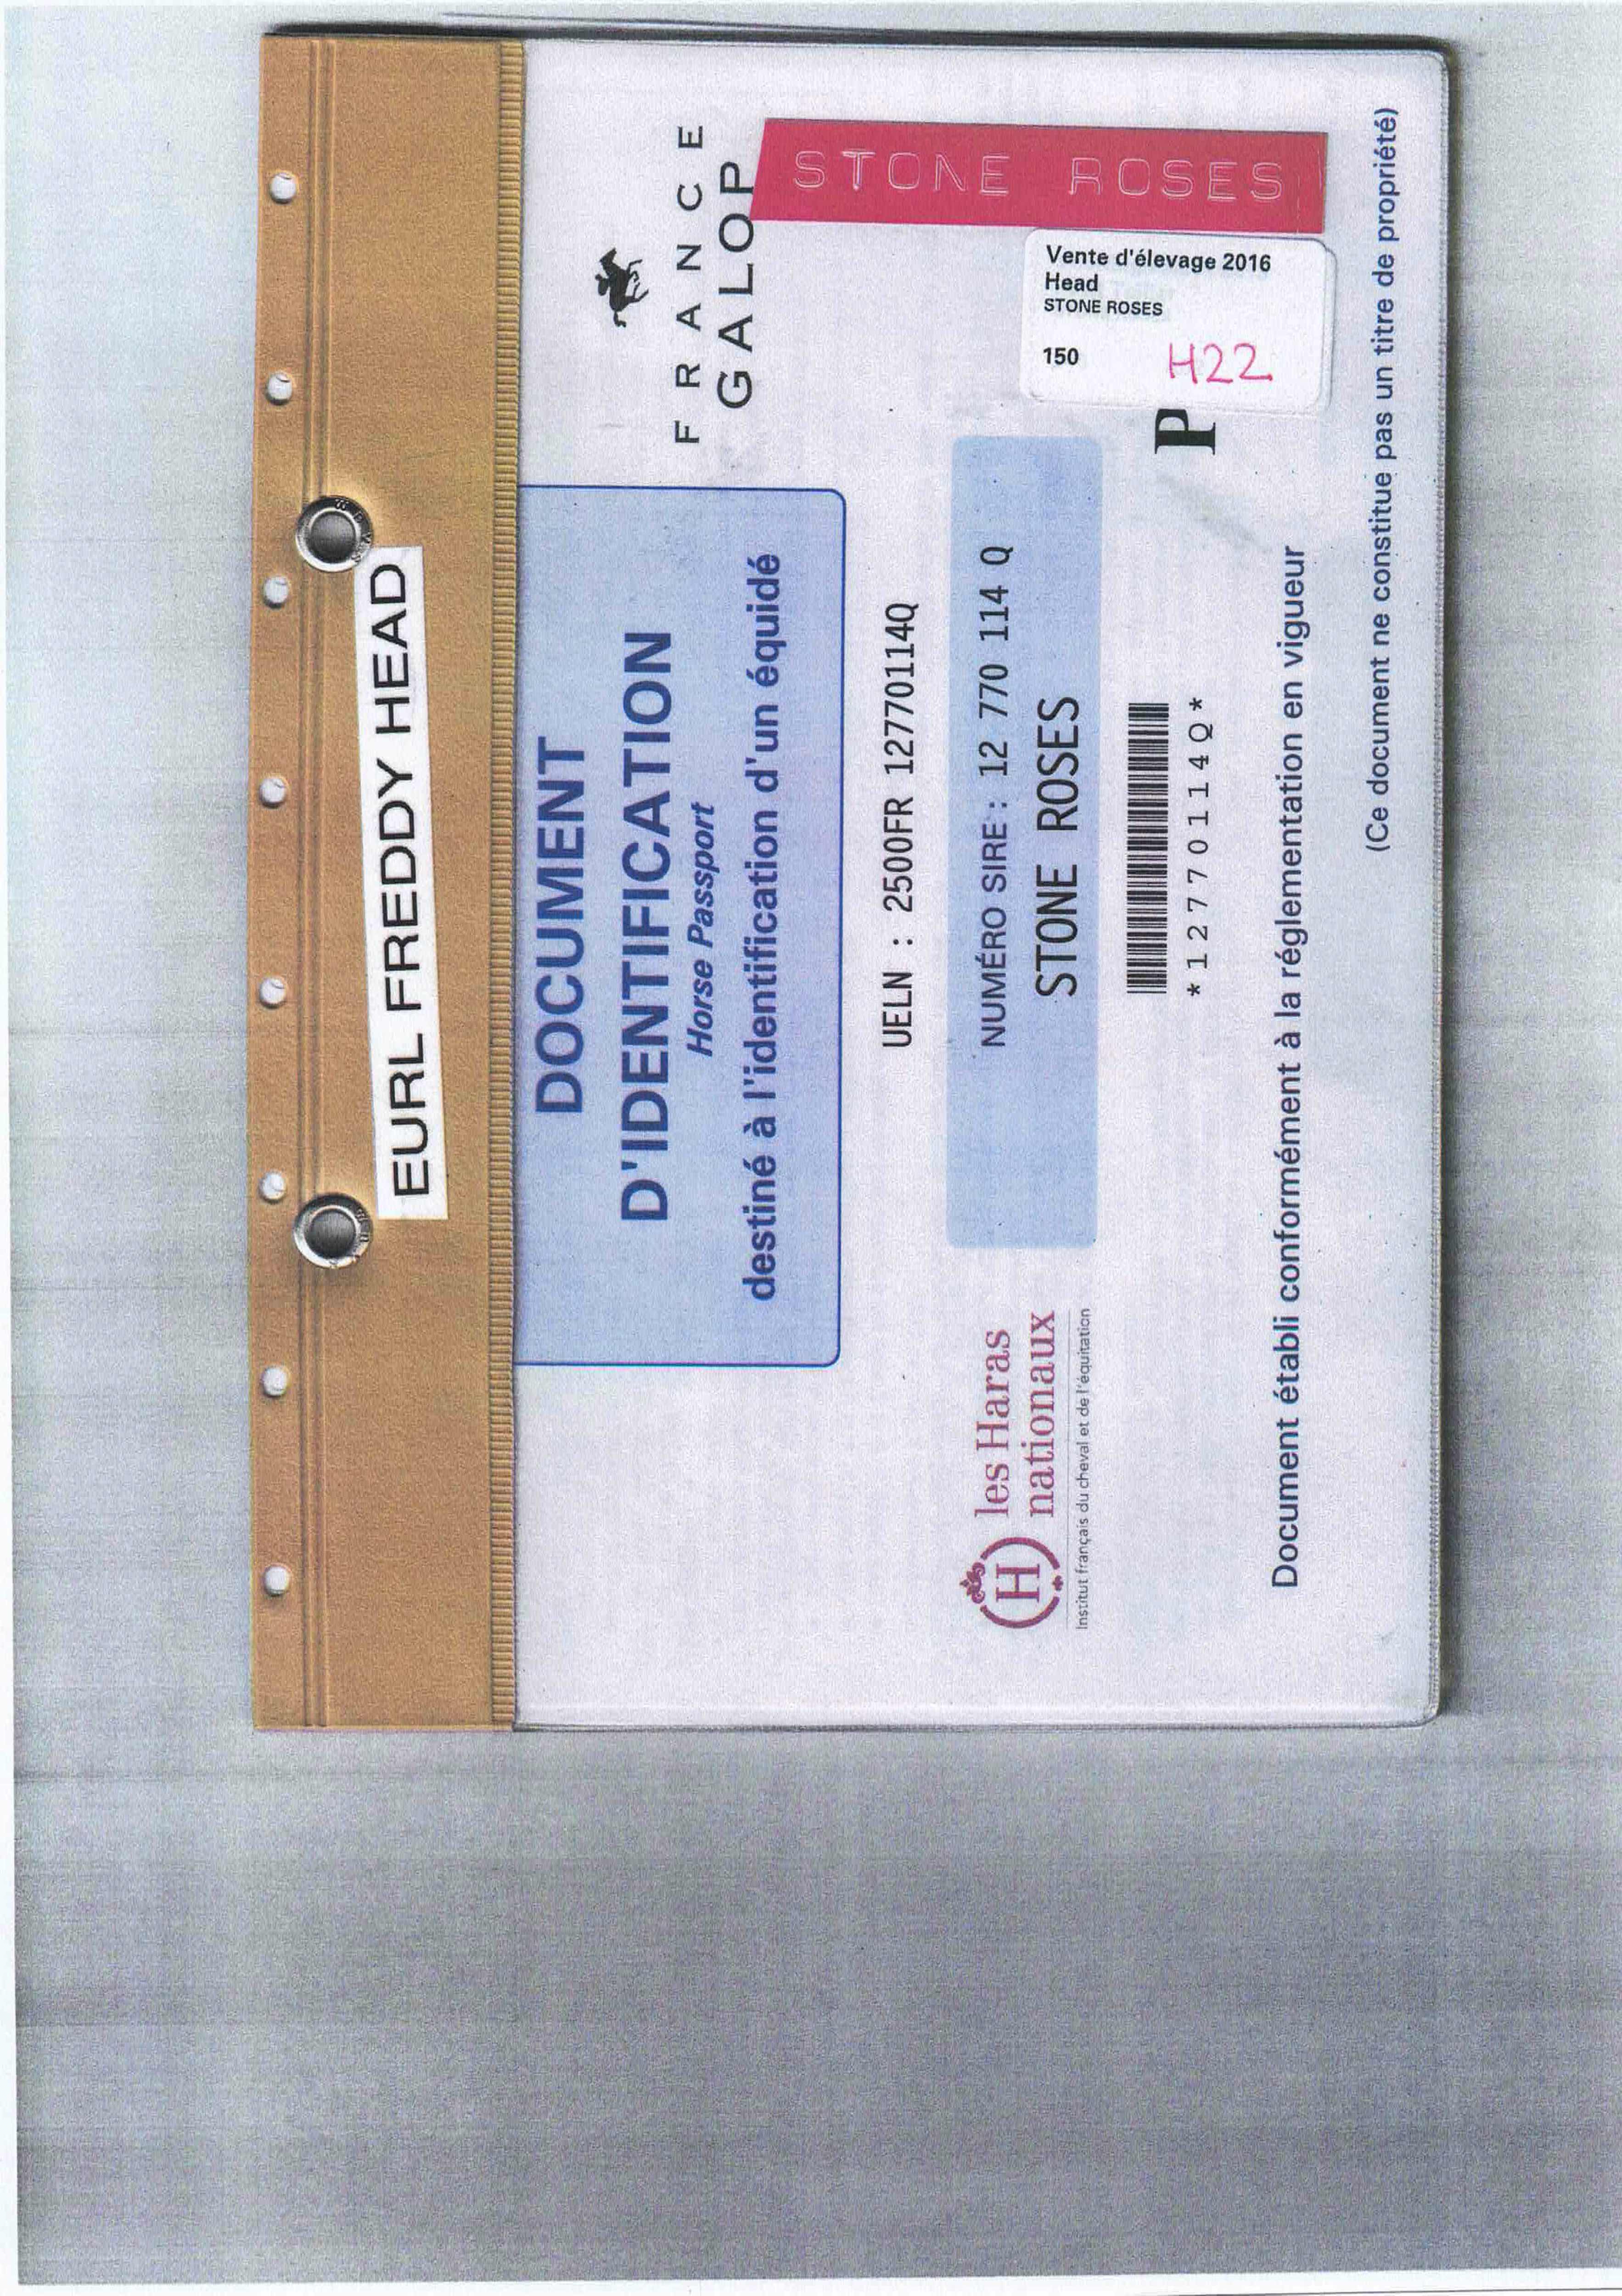 EURL FREDDY HEAD
DOCUMENT
D'IDENTIFICATION
Horse Passport
destiné à l'identification d'un équidé
FRANCE
GALOP
STONE ROSES
UELN : 2500FR 12770114Q
les Haras
nationaux
Institut français du cheval et de l'équitation
NUMÉRO SIRE : 12 770 114 Q
STONE ROSES
*12770114Q*
P
Vente d'élevage 2016
Head
STONE ROSES
150 H22
Document établi conformément à la réglementation en vigueur
(Ce document ne constitue pas un titre de propriété)